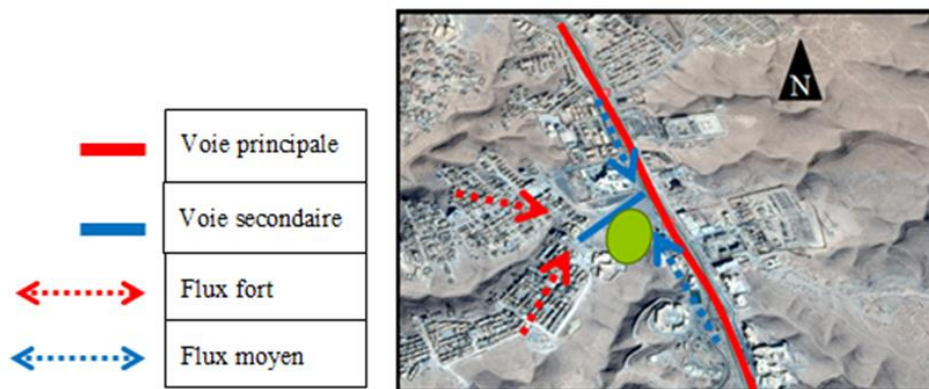 Voie principale
Voie secondaire
Flux fort
Flux moyen
N